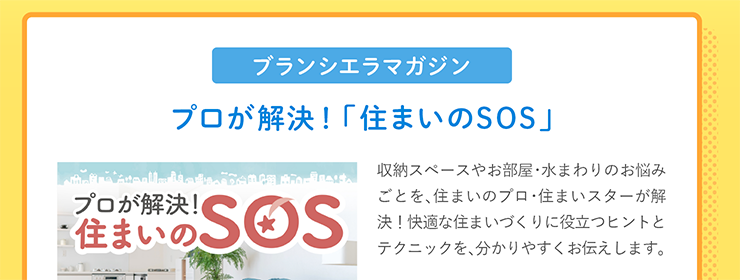 ブランシエラマガジン
プロが解決!「住まいのSOS」
プロが解決!
住まいのSOS
収納スペースやお部屋・水まわりのお悩み
ごとを、住まいのプロ・住まいスターが解
決!快適な住まいづくりに役立つヒントと
テクニックを、分かりやすくお伝えします。